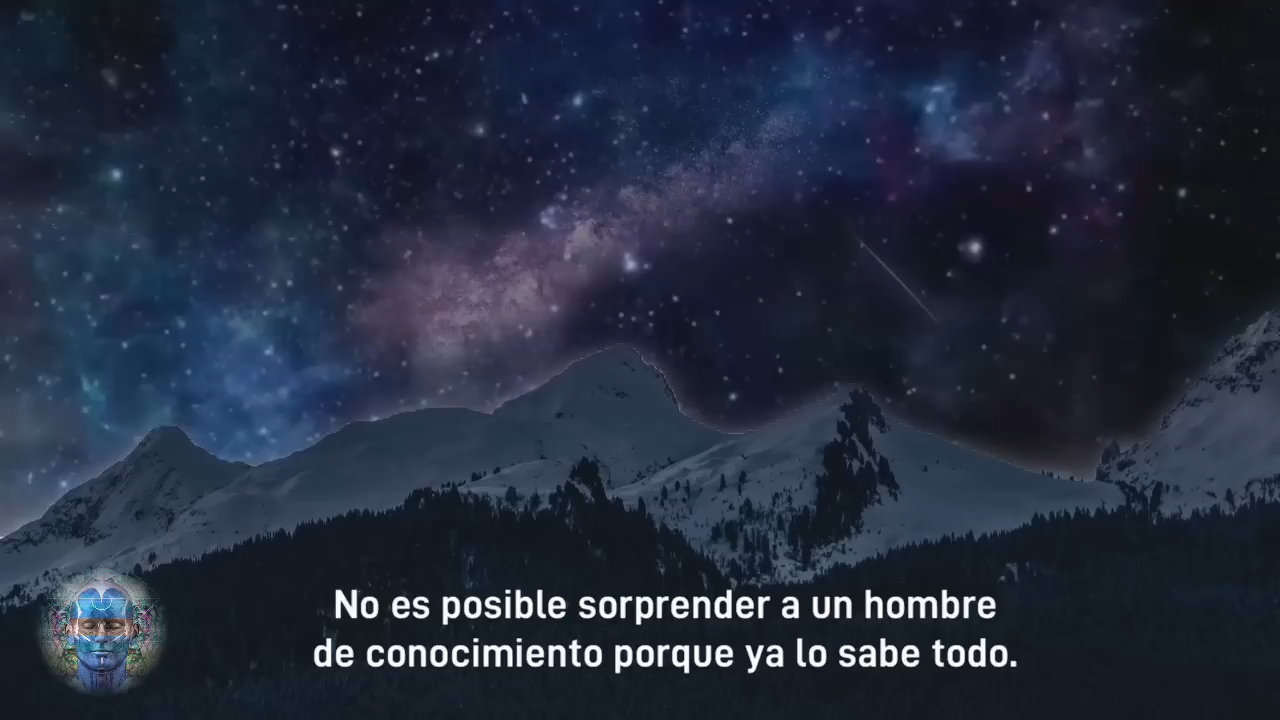 No es posible sorprender a un hombre
de conocimiento porque ya lo sabe todo.